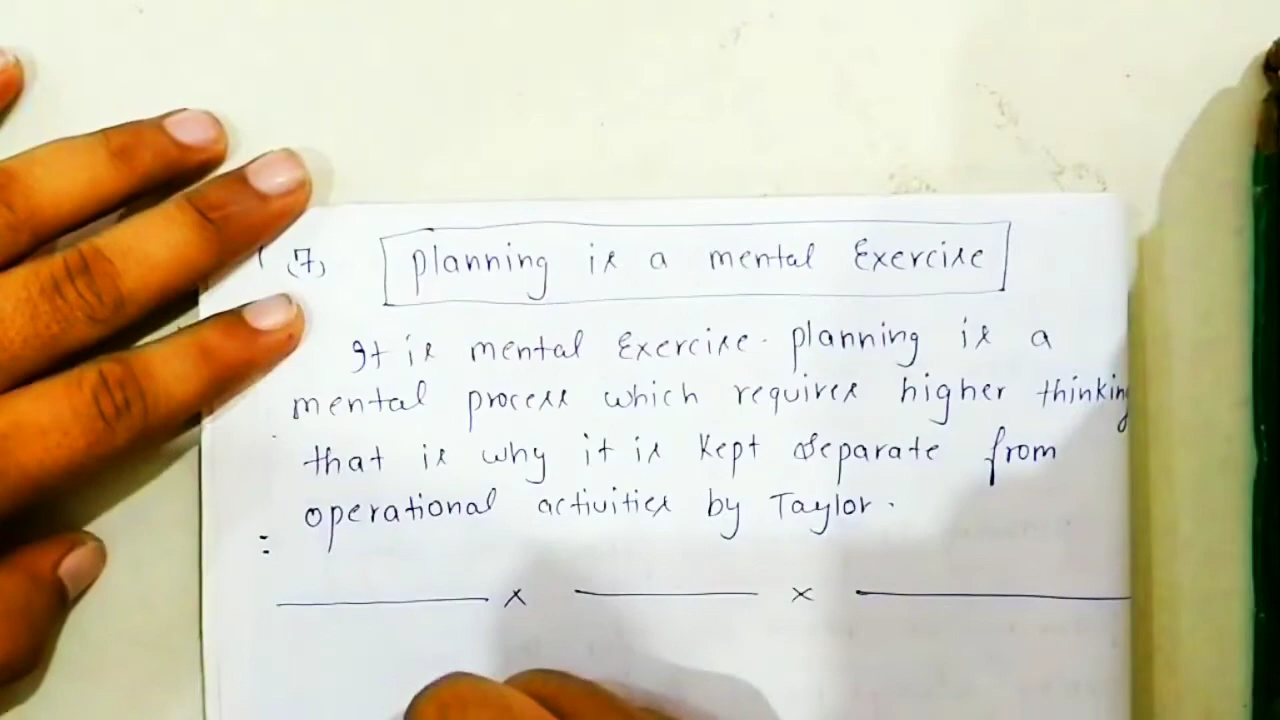 (7) Planning is a mental Exercise
It is mental Exercise. planning is a
mental process which requires higher thinking
that is why it is kept separate from
operational activities by Taylor.
:
x x